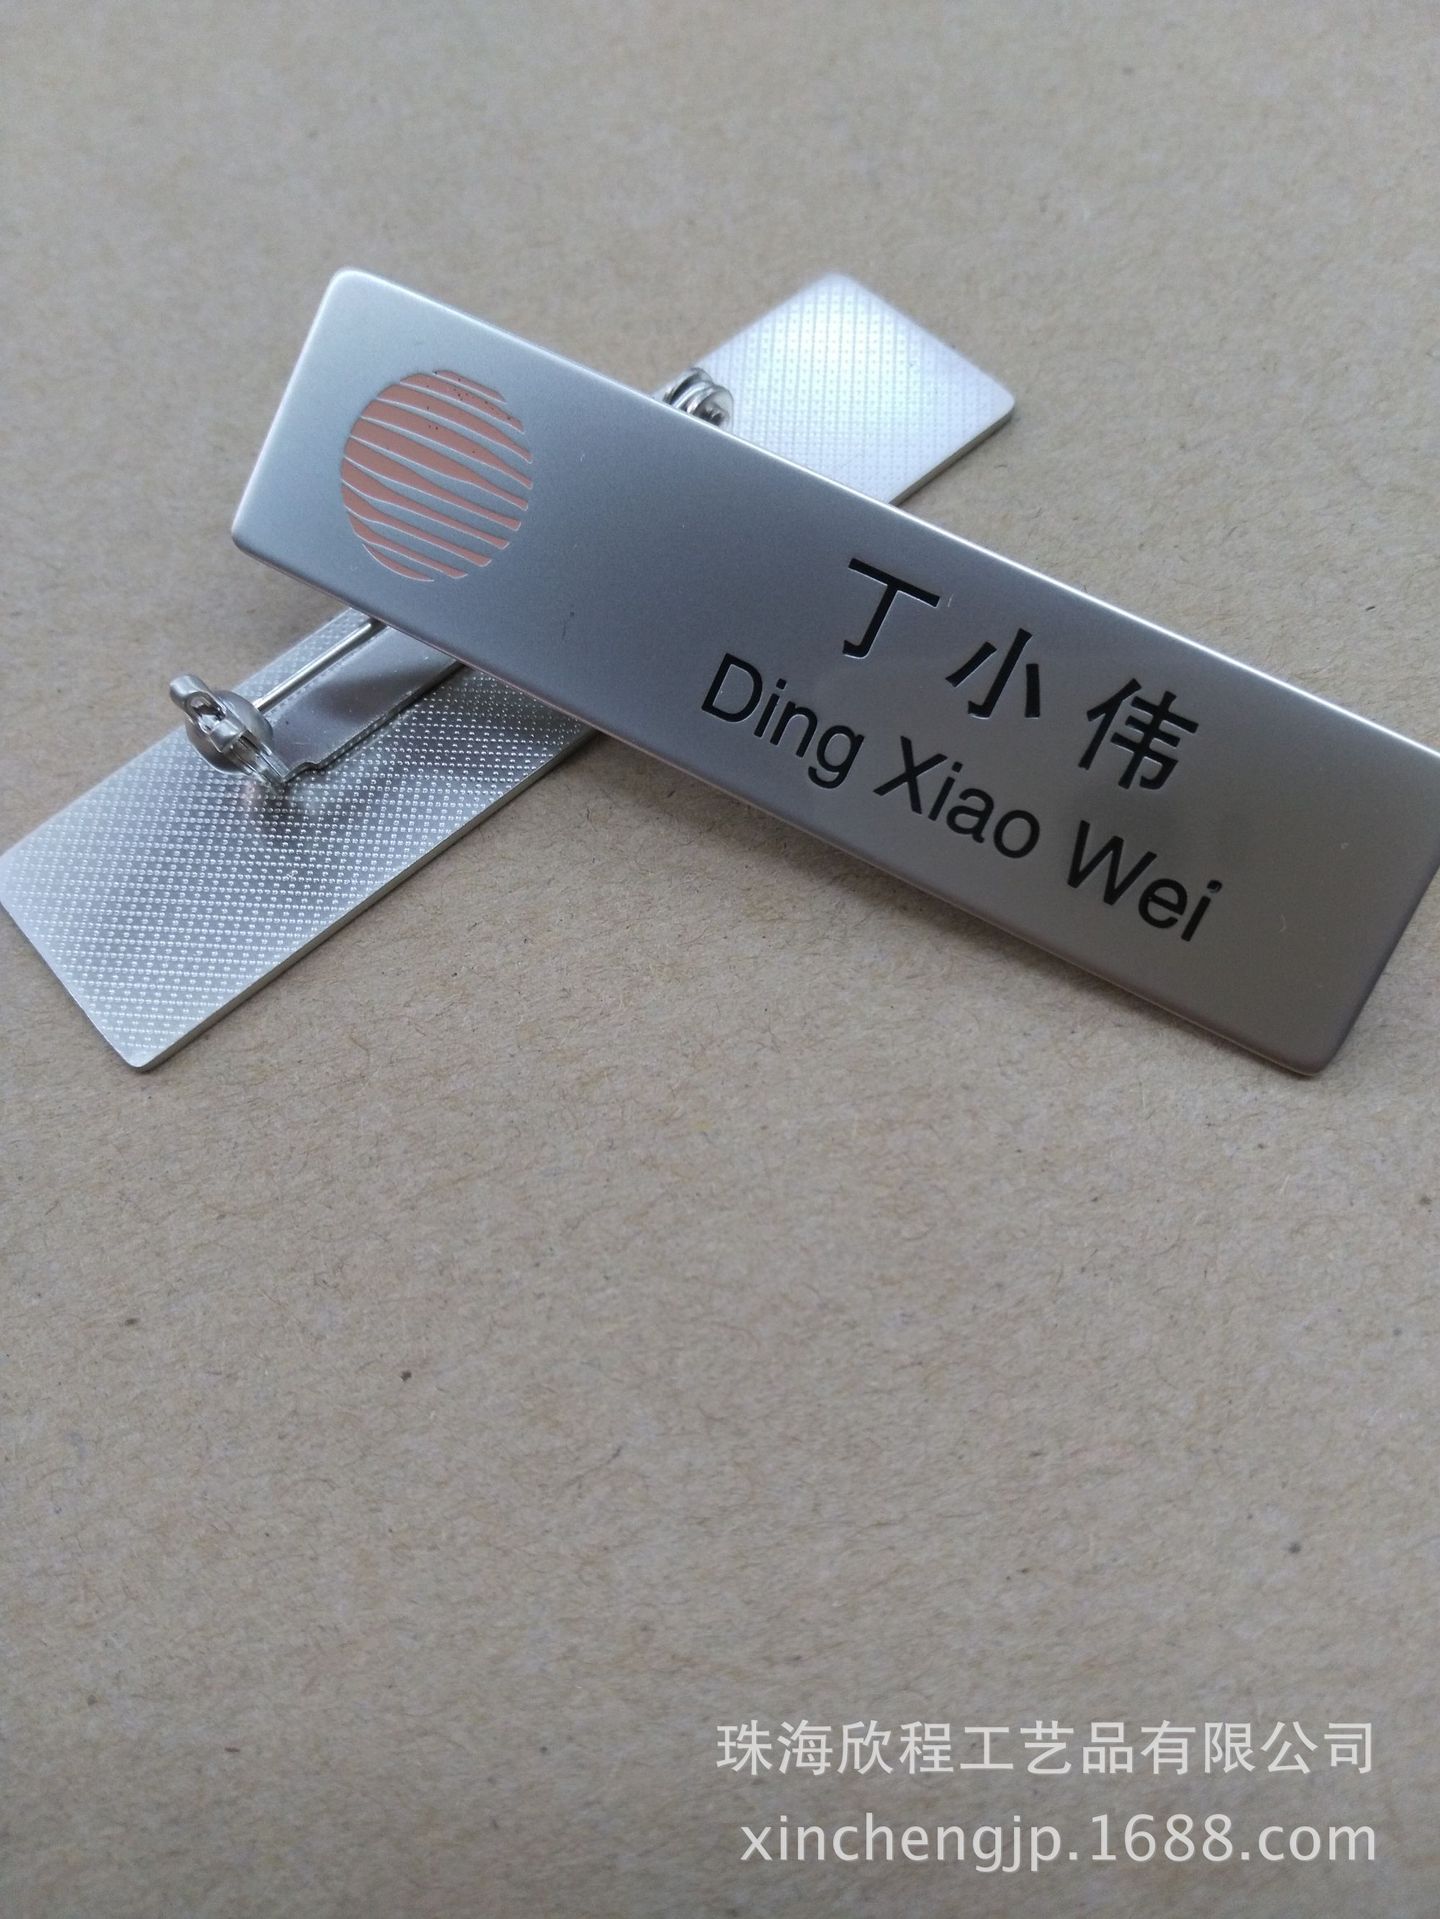 丁小伟
Ding Xiao Wei
珠海欣程工艺品有限公司
xinchengjp.1688.com